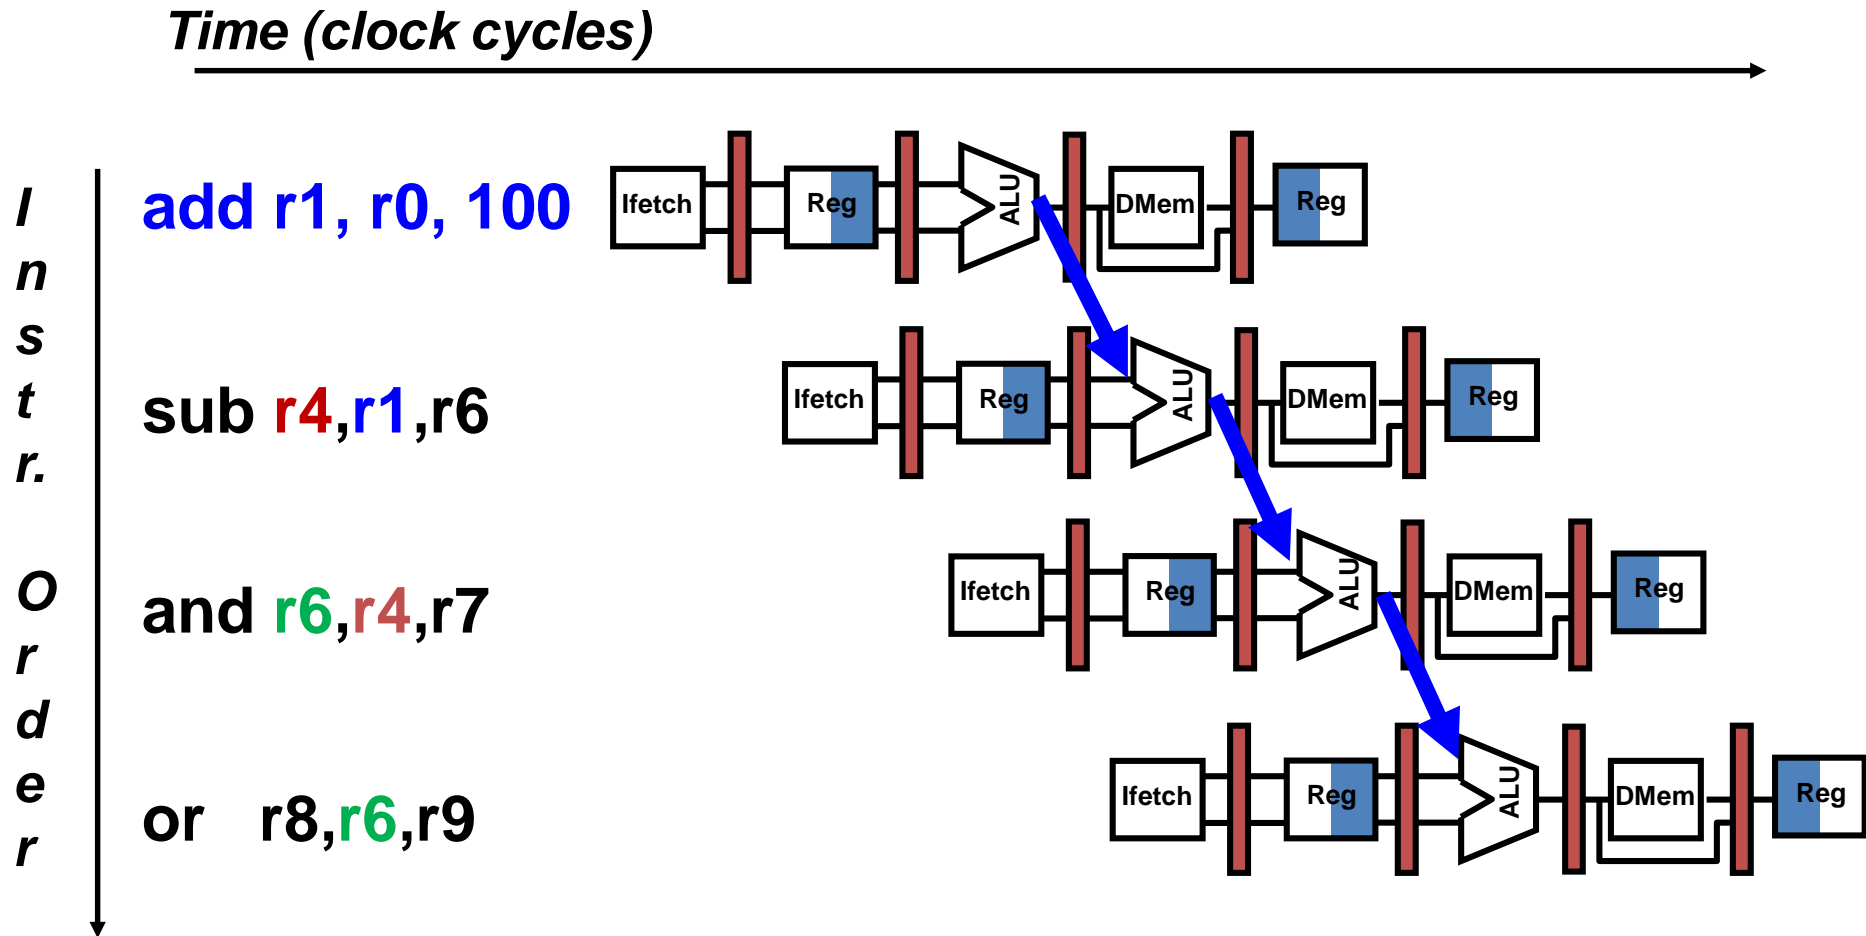 Time (clock cycles)
Instr. Order
add r1, r0, 100
Ifetch Reg ALU DMem Reg
sub r4,r1,r6
Ifetch Reg ALU DMem Reg
and r6,r4,r7
Ifetch Reg ALU DMem Reg
or r8,r6,r9
Ifetch Reg ALU DMem Reg